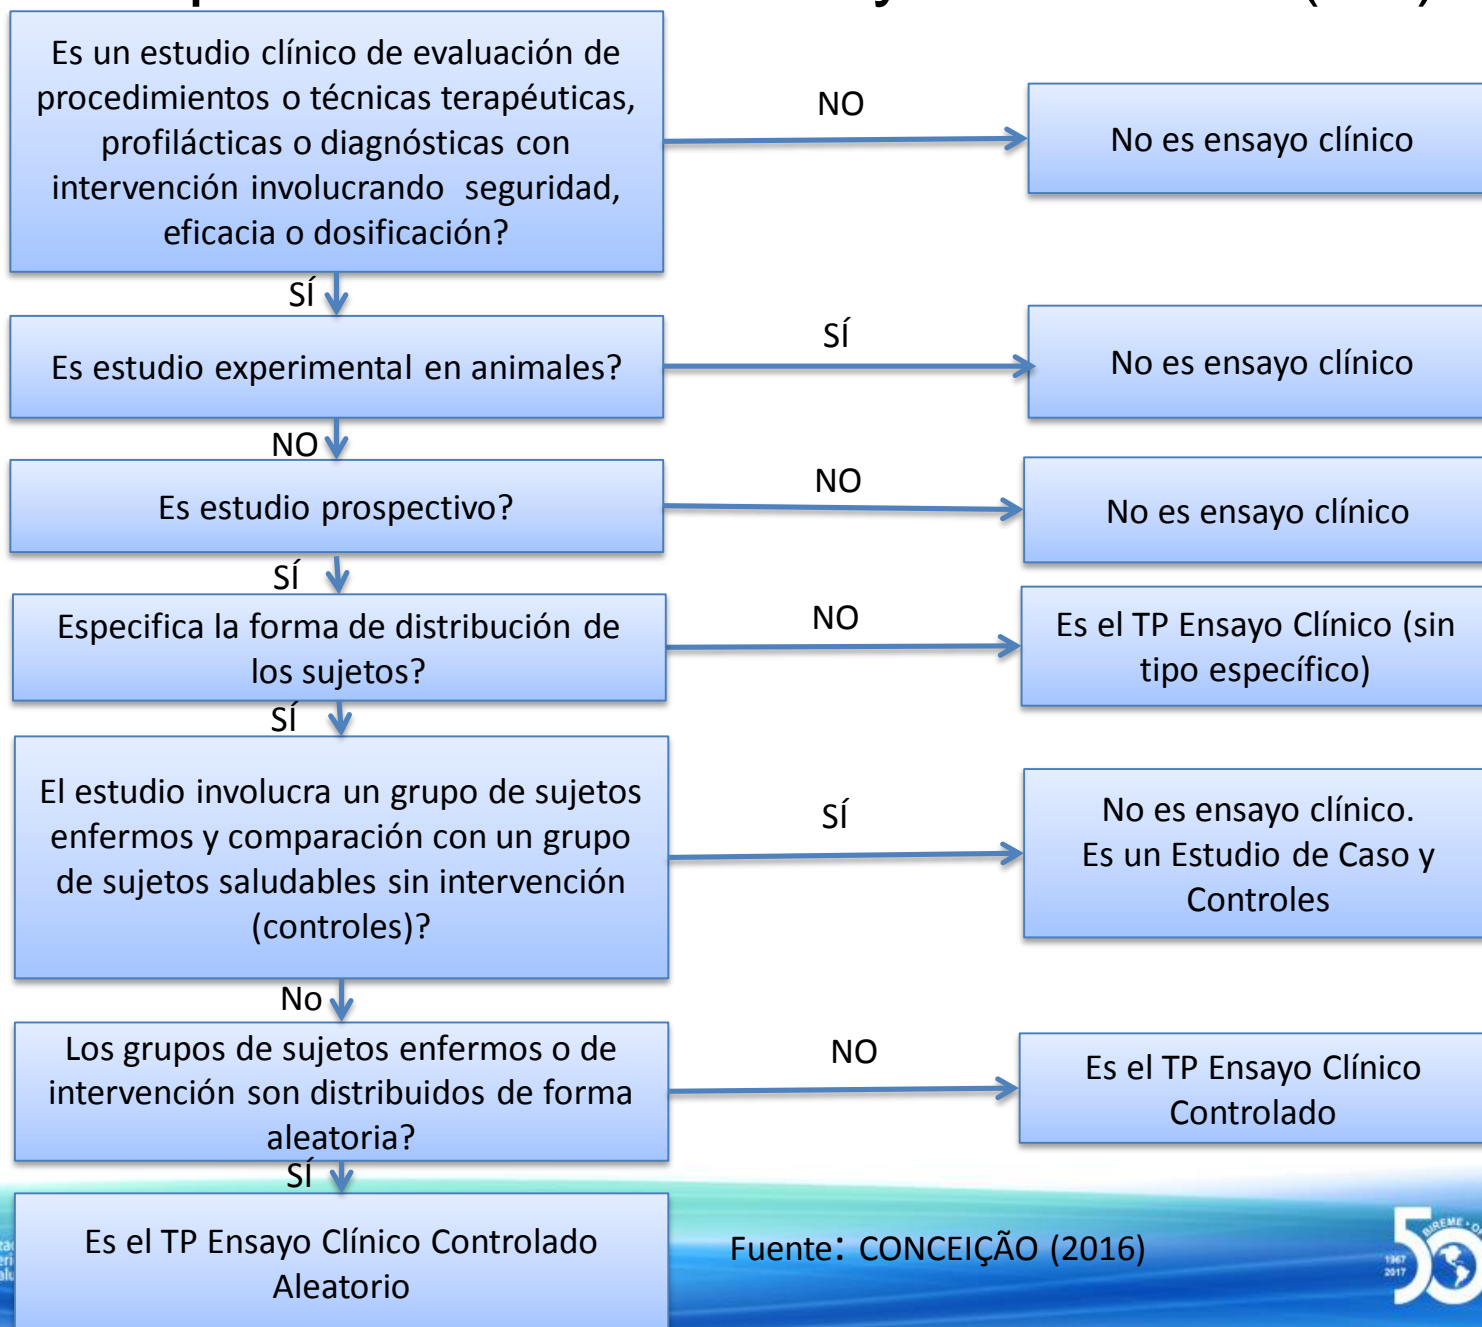 Es un estudio clínico de evaluación de
procedimientos o técnicas terapéuticas,
profilácticas o diagnósticas con
intervención involucrando seguridad,
eficacia o dosificación?
NO
No es ensayo clínico
SÍ
Es estudio experimental en animales?
SÍ
No es ensayo clínico
NO
Es estudio prospectivo?
NO
No es ensayo clínico
SÍ
Especifica la forma de distribución de
los sujetos?
NO
Es el TP Ensayo Clínico (sin
tipo específico)
SÍ
El estudio involucra un grupo de sujetos
enfermos y comparación con un grupo
de sujetos saludables sin intervención
(controles)?
SÍ
No es ensayo clínico.
Es un Estudio de Caso y
Controles
No
Los grupos de sujetos enfermos o de
intervención son distribuidos de forma
aleatoria?
NO
Es el TP Ensayo Clínico
Controlado
SÍ
Es el TP Ensayo Clínico Controlado
Aleatorio
Fuente: CONCEIÇÃO (2016)
BIREME
1967
2017
50